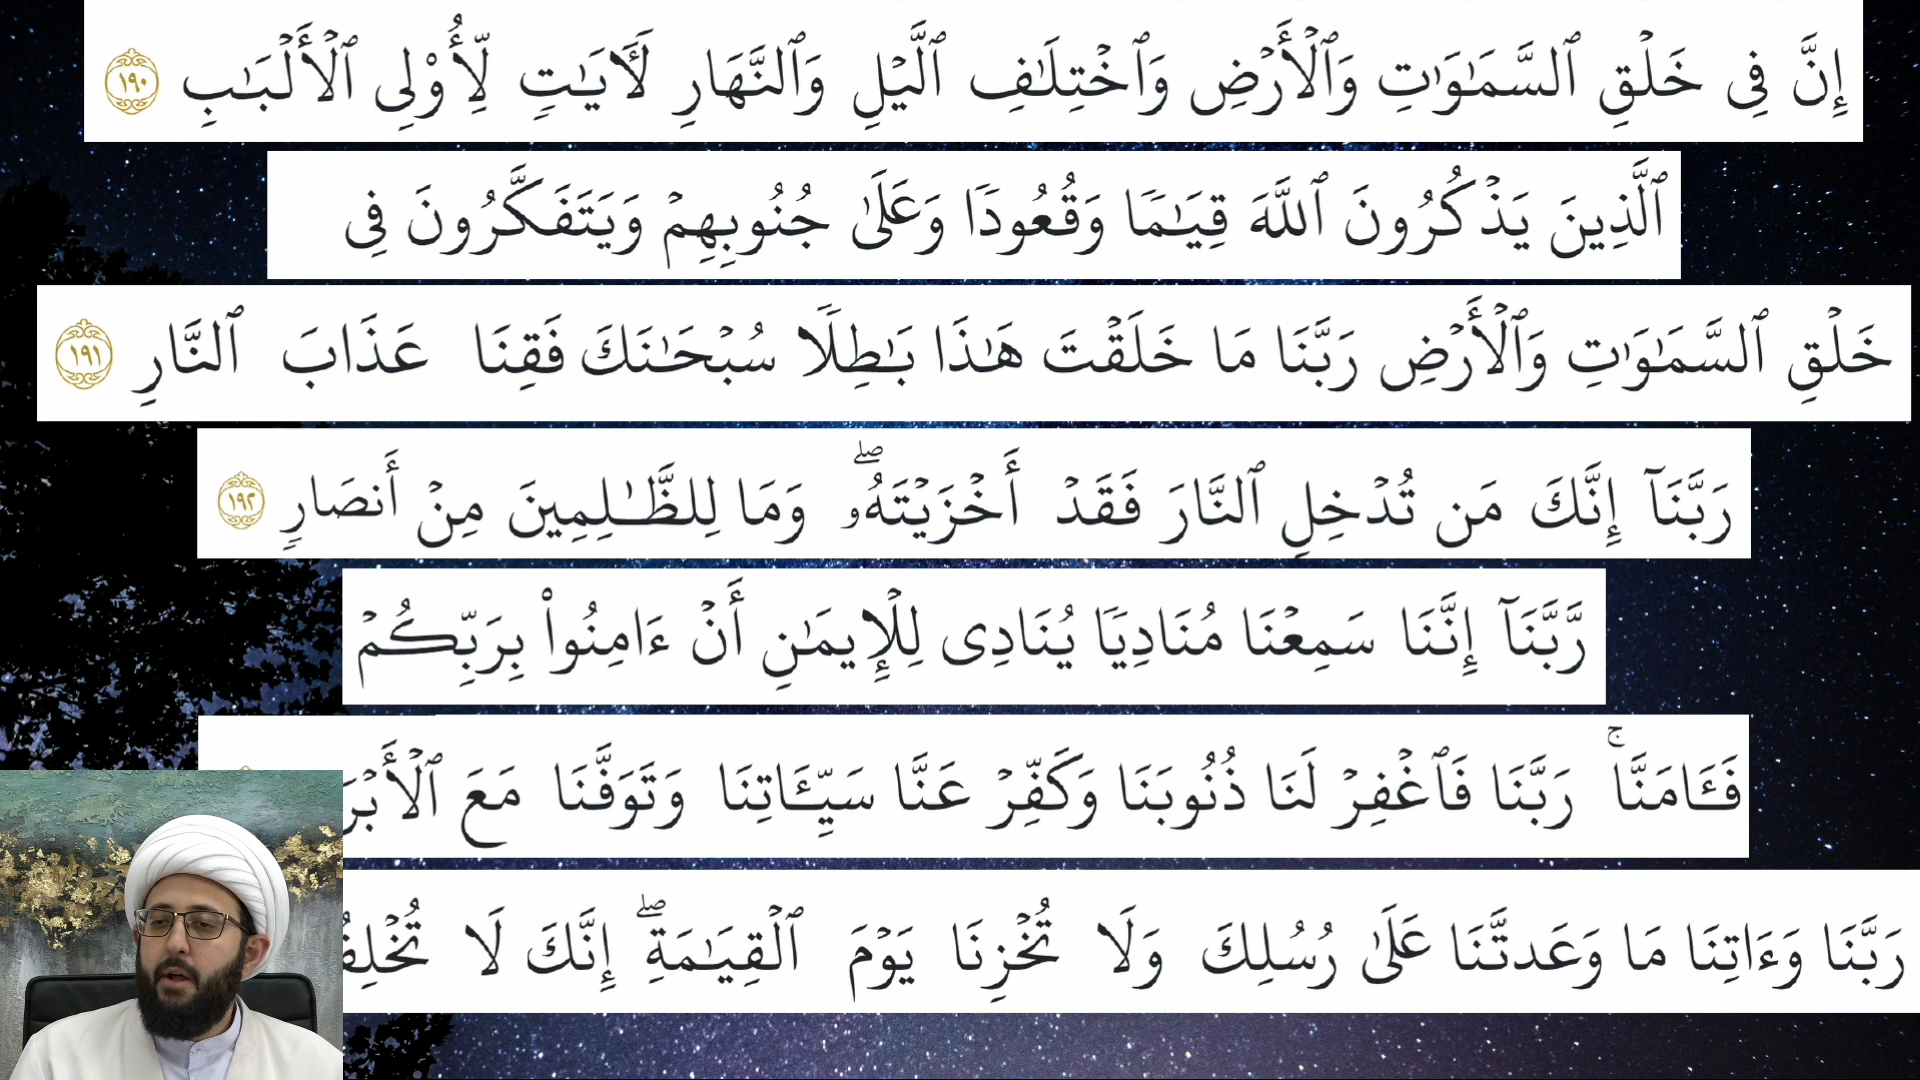 إِنَّ فِى خَلْقِ ٱلسَّمَٰوَٰتِ وَٱلْأَرْضِ وَٱخْتِلَٰفِ ٱلَّيْلِ وَٱلنَّهَارِ لَءَايَٰتٍ لِّأُو۟لِى ٱلْأَلْبَٰبِ ١٩٠
ٱلَّذِينَ يَذْكُرُونَ ٱللَّهَ قِيَٰمًا وَقُعُودًا وَعَلَىٰ جُنُوبِهِمْ وَيَتَفَكَّرُونَ فِى
خَلْقِ ٱلسَّمَٰوَٰتِ وَٱلْأَرْضِ رَبَّنَا مَا خَلَقْتَ هَٰذَا بَٰطِلًا سُبْحَٰنَكَ فَقِنَا عَذَابَ ٱلنَّارِ ١٩١
رَبَّنَآ إِنَّكَ مَن تُدْخِلِ ٱلنَّارَ فَقَدْ أَخْزَيْتَهُۥ ۖ وَمَا لِلظَّٰلِمِينَ مِنْ أَنصَارٍ ١٩٢
رَّبَّنَآ إِنَّنَا سَمِعْنَا مُنَادِيًا يُنَادِى لِلْإِيمَٰنِ أَنْ ءَامِنُوا۟ بِرَبِّكُمْ
فَـَٔامَنَّا ۚ رَبَّنَا فَٱغْفِرْ لَنَا ذُنُوبَنَا وَكَفِّرْ عَنَّا سَيِّـَٔاتِنَا وَتَوَفَّنَا مَعَ
رَبَّنَا وَءَاتِنَا مَا وَعَدتَّنَا عَلَىٰ رُسُلِكَ وَلَا تُخْزِنَا يَوْمَ ٱلْقِيَٰمَةِ ۖ إِنَّكَ لَا